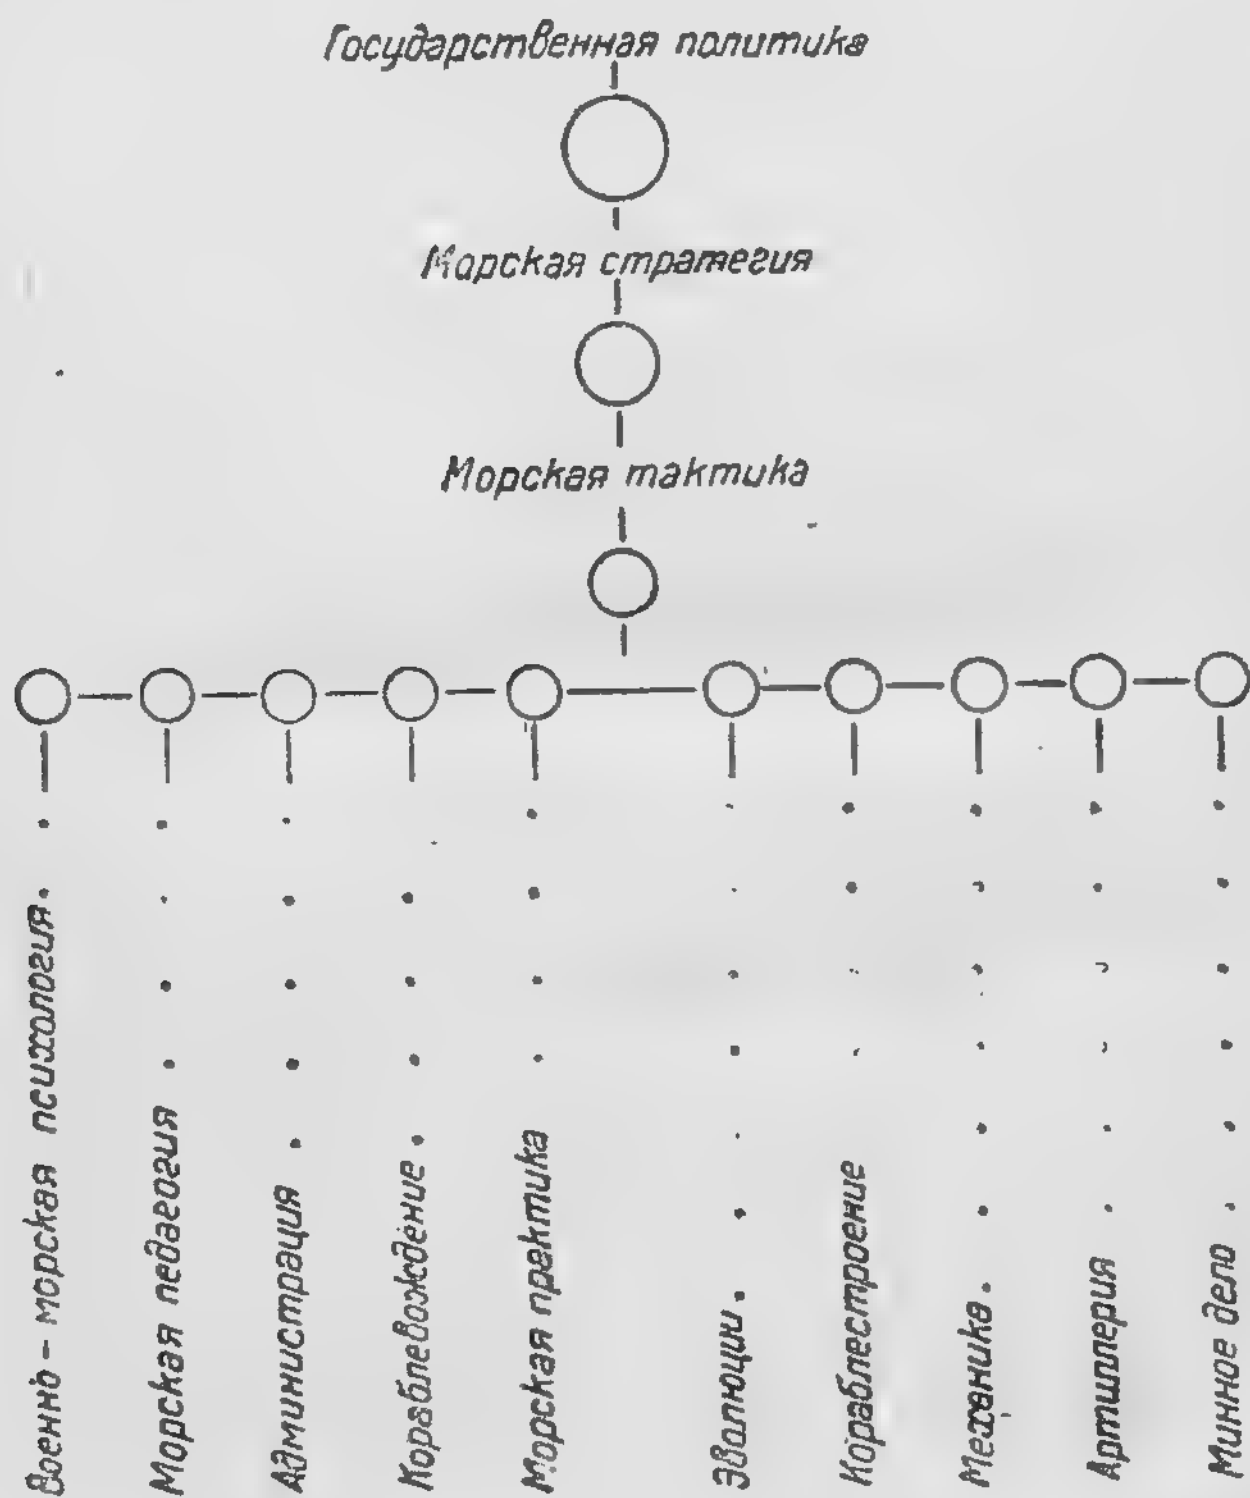 Государственная политика
Морская стратегия
Морская тактика
Военно-морская психология.
Морская педагогия
Администрация
Кораблевождение
Морская практика
Эволюции.
Кораблестроение
Механика.
Артиллерия
Минное дело